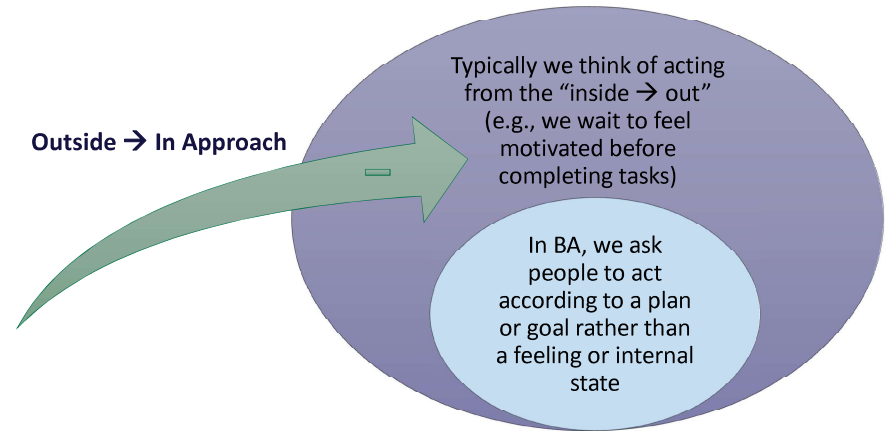 Outside → In Approach
Typically we think of acting
from the “inside → out”
(e.g., we wait to feel
motivated before
completing tasks)
In BA, we ask
people to act
according to a plan
or goal rather than
a feeling or internal
state